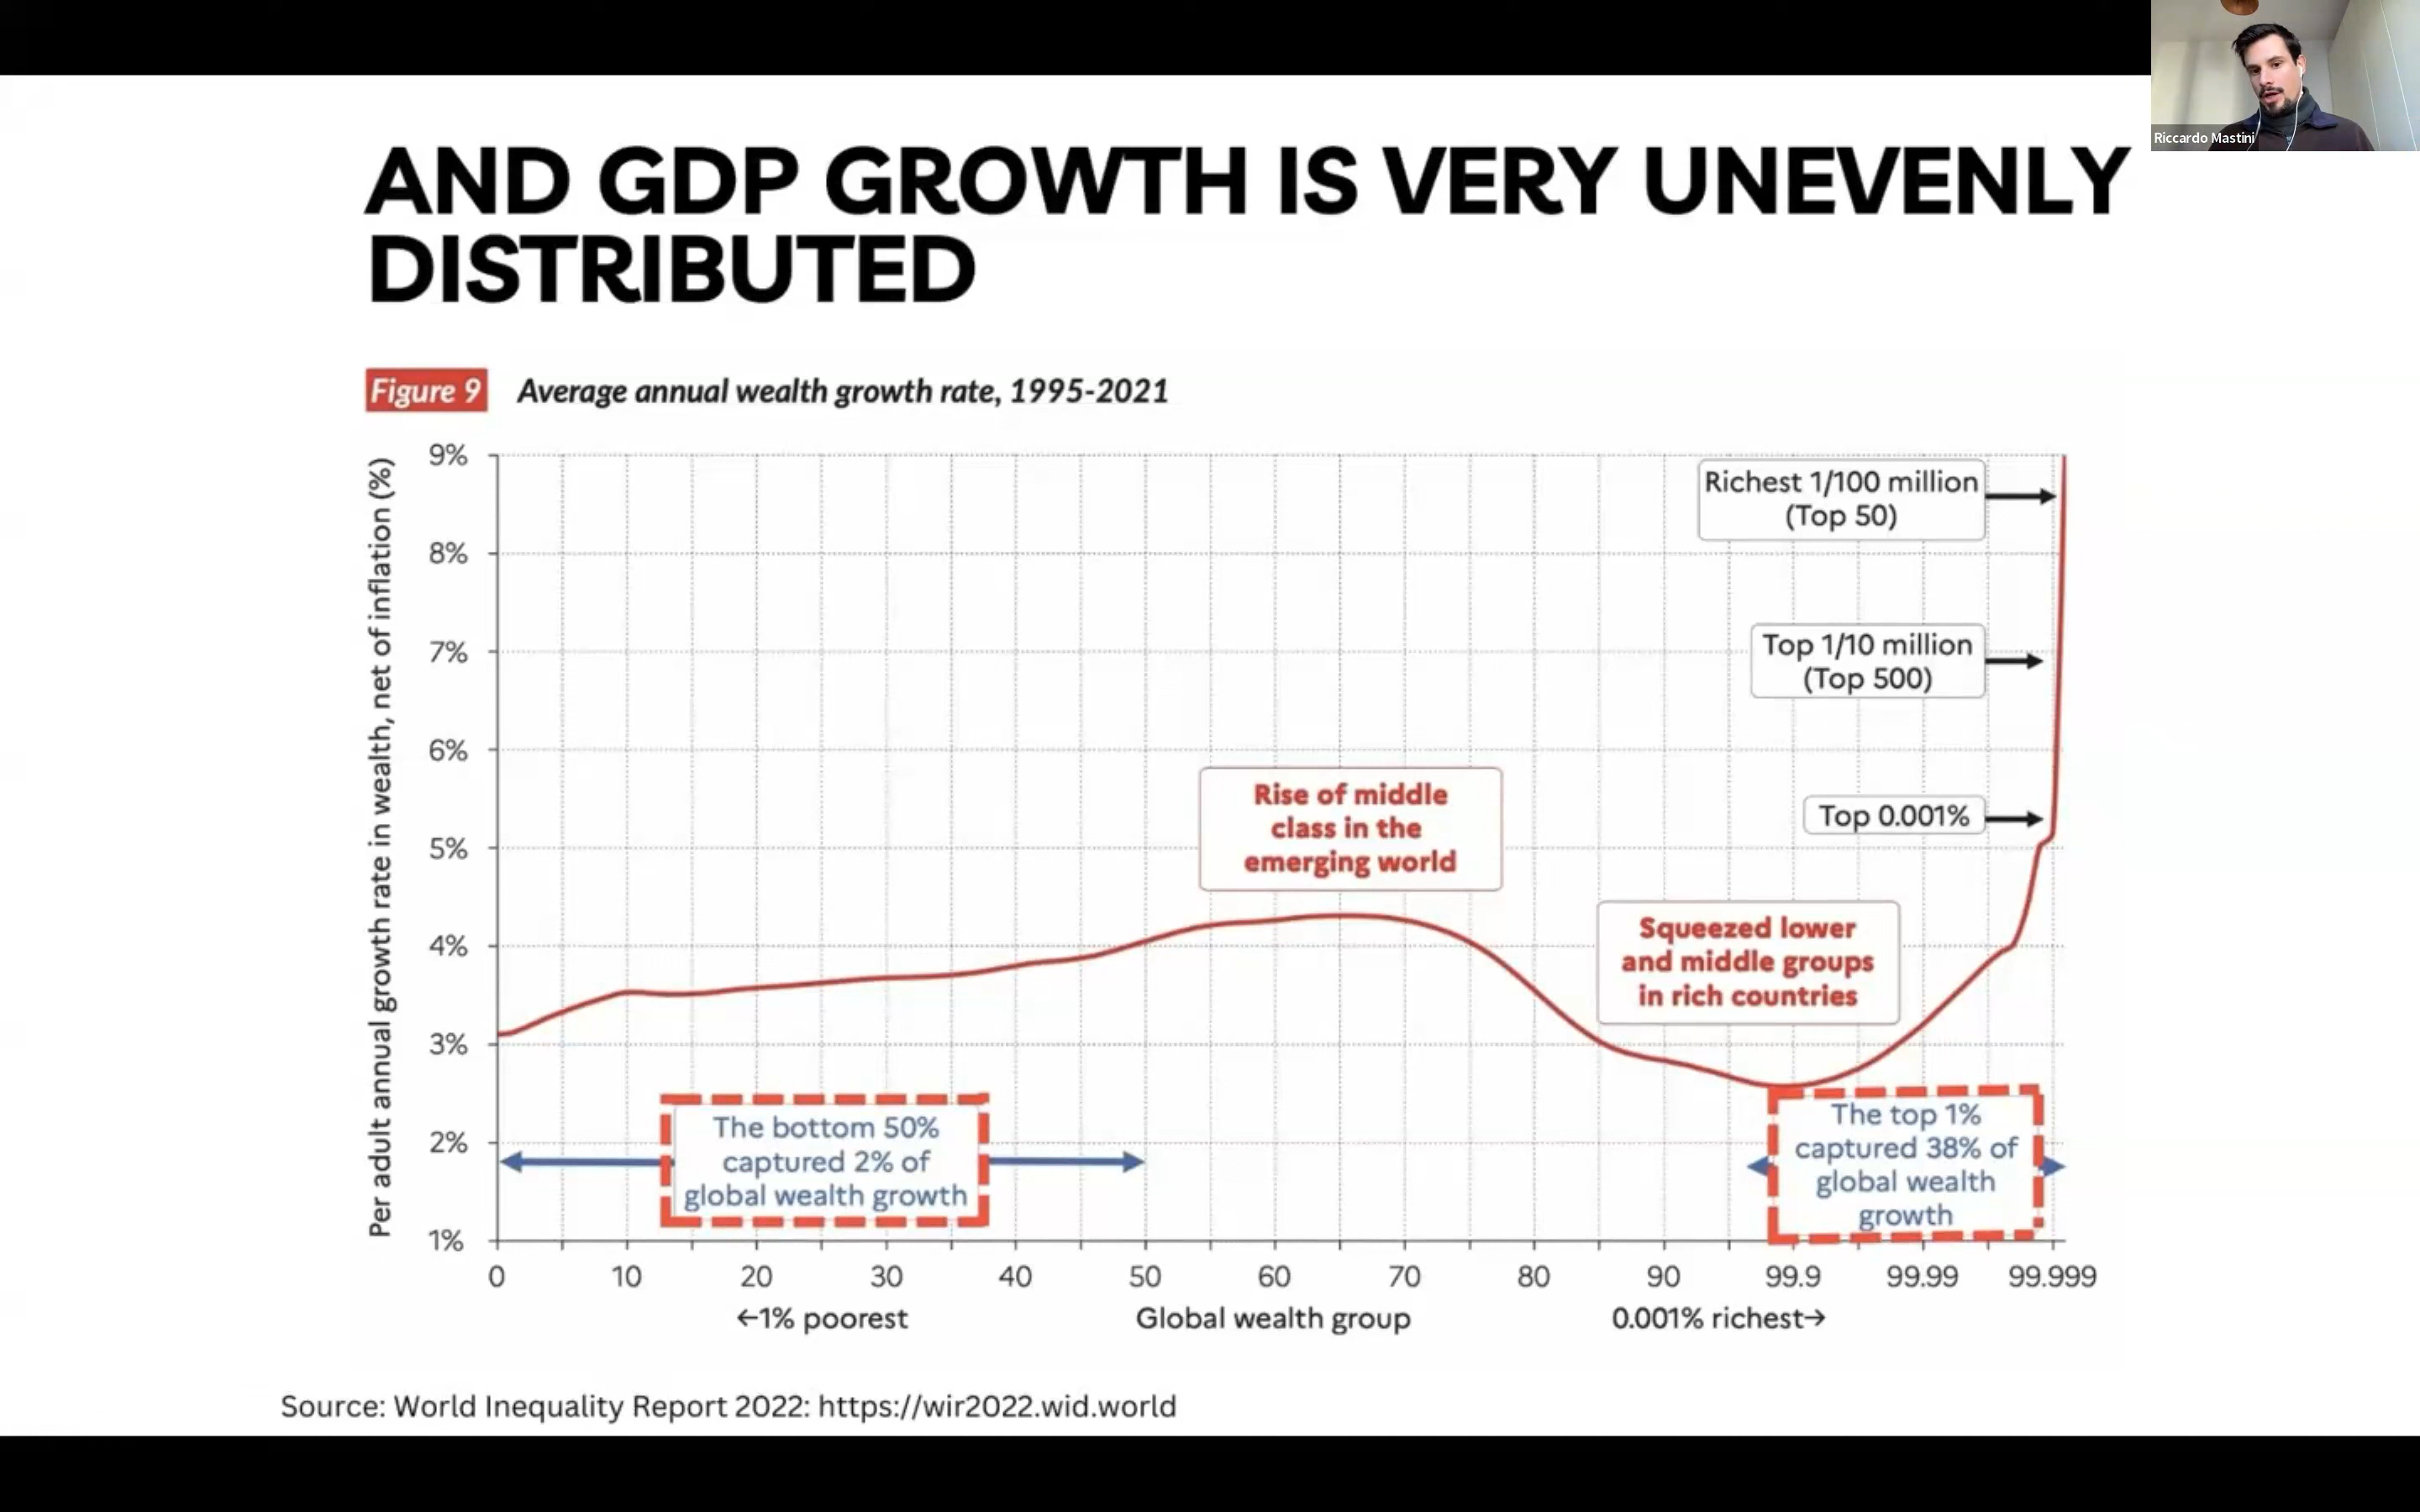 Riccardo Mastini
AND GDP GROWTH IS VERY UNEVENLY
DISTRIBUTED
Figure 9 Average annual wealth growth rate, 1995-2021
Per adult annual growth rate in wealth, net of inflation (%)
9%
8%
7%
6%
5%
4%
3%
2%
1%
Richest 1/100 million
(Top 50)
Top 1/10 million
(Top 500)
Top 0.001%
Rise of middle
class in the
emerging world
Squeezed lower
and middle groups
in rich countries
The bottom 50%
captured 2% of
global wealth growth
The top 1%
captured 38% of
global wealth
growth
0 10 20 30 40 50 60 70 80 90 99.9 99.99 99.999
←1% poorest Global wealth group 0.001% richest→
Source: World Inequality Report 2022: https://wir2022.wid.world